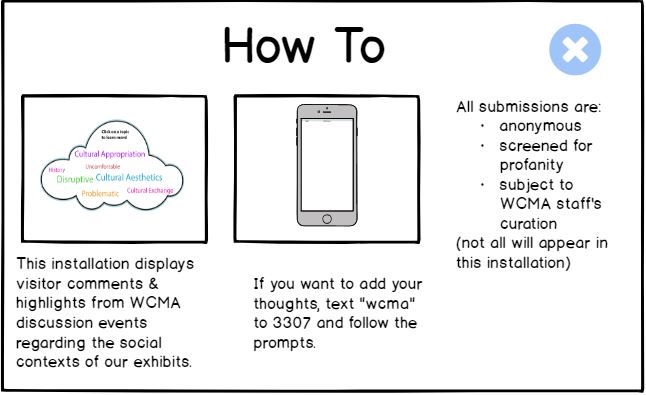 How To
Click on a topic
to learn more!
Cultural Appropriation
Uncomfortable
History
Disruptive
Cultural Aesthetics
Problematic
Cultural Exchange
This installation displays
visitor comments &
highlights from WCMA
discussion events
regarding the social
contexts of our exhibits.
If you want to add your
thoughts, text "wcma"
to 3307 and follow the
prompts.
All submissions are:
· anonymous
· screened for
profanity
· subject to
WCMA staff's
curation
(not all will appear in
this installation)